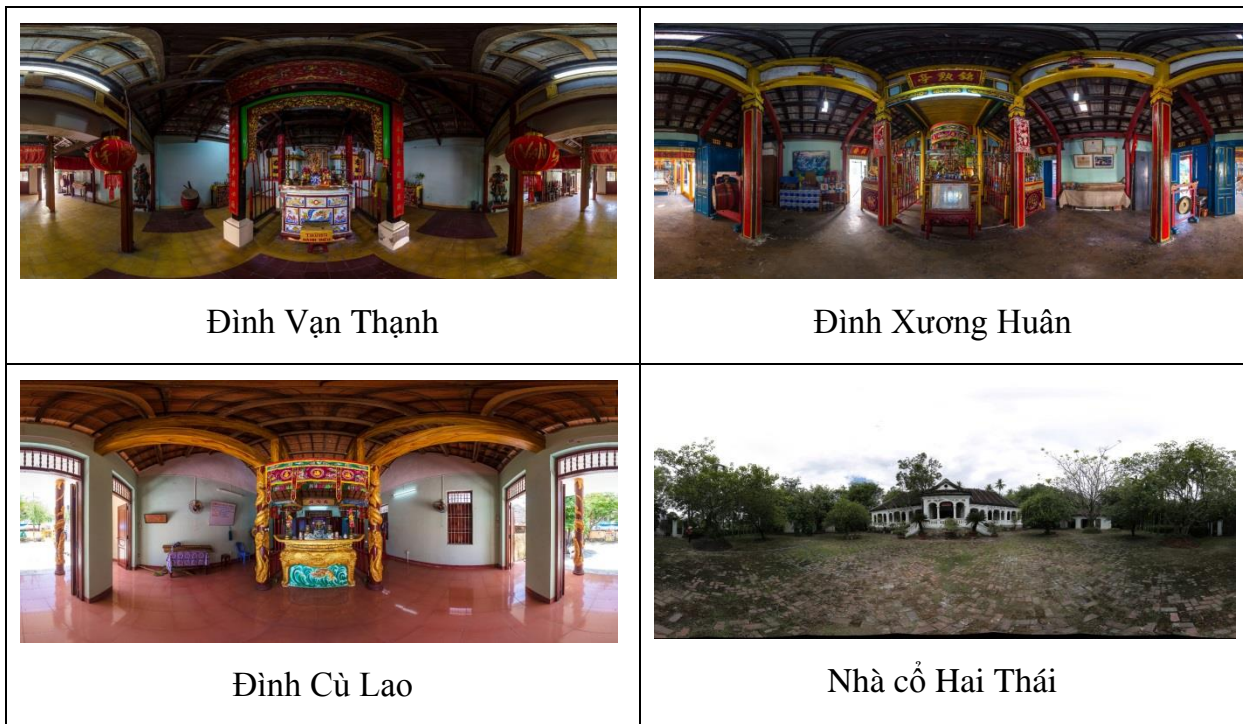 Đình Vạn Thạnh
Đình Xương Huân
Đình Cù Lao
Nhà cổ Hai Thái